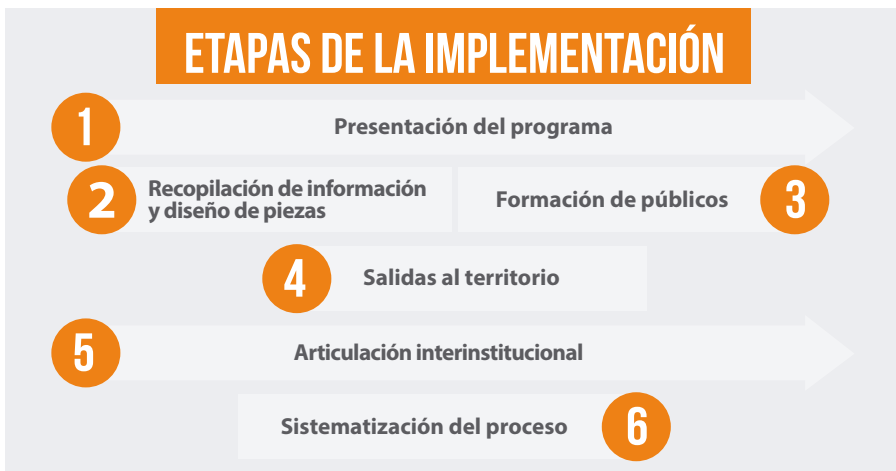 ETAPAS DE LA IMPLEMENTACIÓN
1
Presentación del programa
2
Recopilación de información
y diseño de piezas
Formación de públicos
3
4
Salidas al territorio
5
Articulación interinstitucional
Sistematización del proceso
6